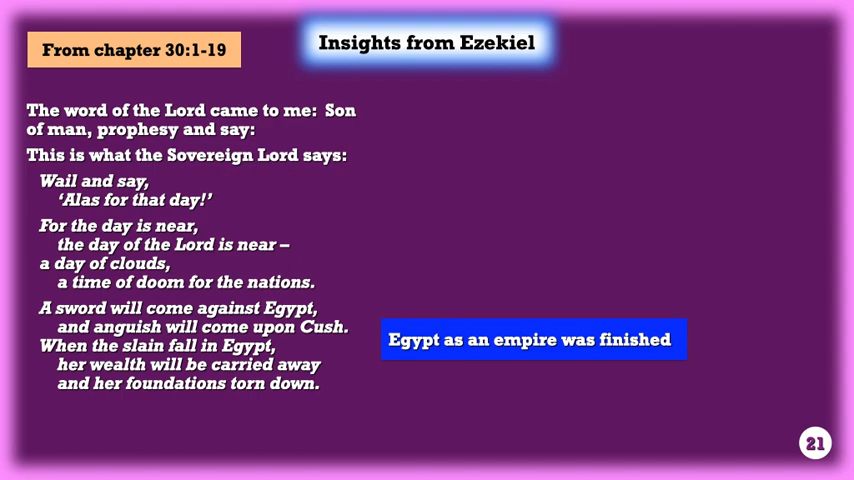 From chapter 30:1-19
Insights from Ezekiel
The word of the Lord came to me:  Son
of man, prophesy and say:
This is what the Sovereign Lord says:
Wail and say,
‘Alas for that day!’
For the day is near,
the day of the Lord is near –
a day of clouds,
a time of doom for the nations.
A sword will come against Egypt,
and anguish will come upon Cush.
When the slain fall in Egypt,
her wealth will be carried away
and her foundations torn down.
Egypt as an empire was finished
21